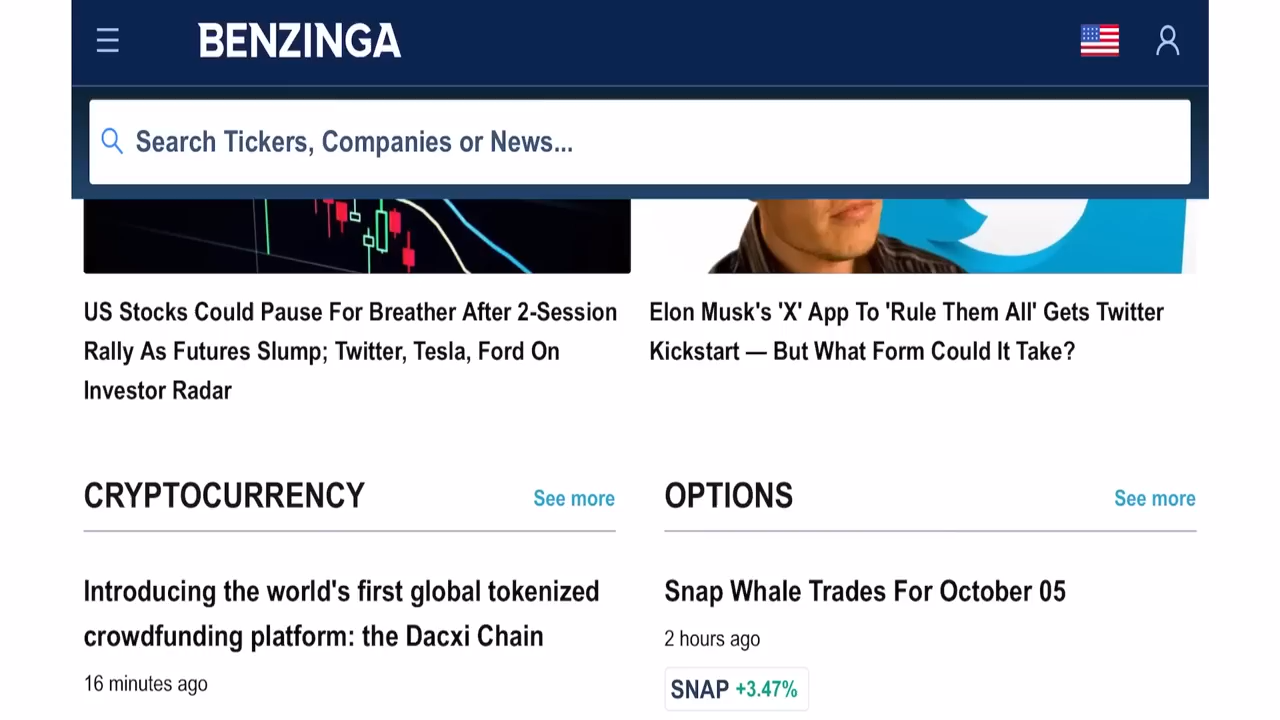 BENZINGA
Search Tickers, Companies or News...
US Stocks Could Pause For Breather After 2-Session
Rally As Futures Slump; Twitter, Tesla, Ford On
Investor Radar
Elon Musk's 'X' App To 'Rule Them All' Gets Twitter
Kickstart — But What Form Could It Take?
CRYPTOCURRENCY
See more
Introducing the world's first global tokenized
crowdfunding platform: the Dacxi Chain
16 minutes ago
OPTIONS
See more
Snap Whale Trades For October 05
2 hours ago
SNAP +3.47%